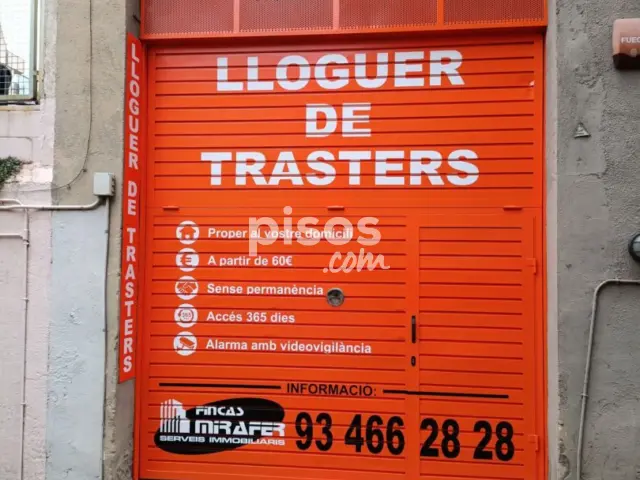 LLOGUER
DE
TRASTERS
LLOGUER DE TRASTERS
Proper al vostre domicili
A partir de 60€
Sense permanència
Accés 365 dies
Alarma amb videovigilància
INFORMACIO:
FINCAS
MIRAFER
SERVEIS IMMOBILIARIS
93 466 28 28
pisos
.com